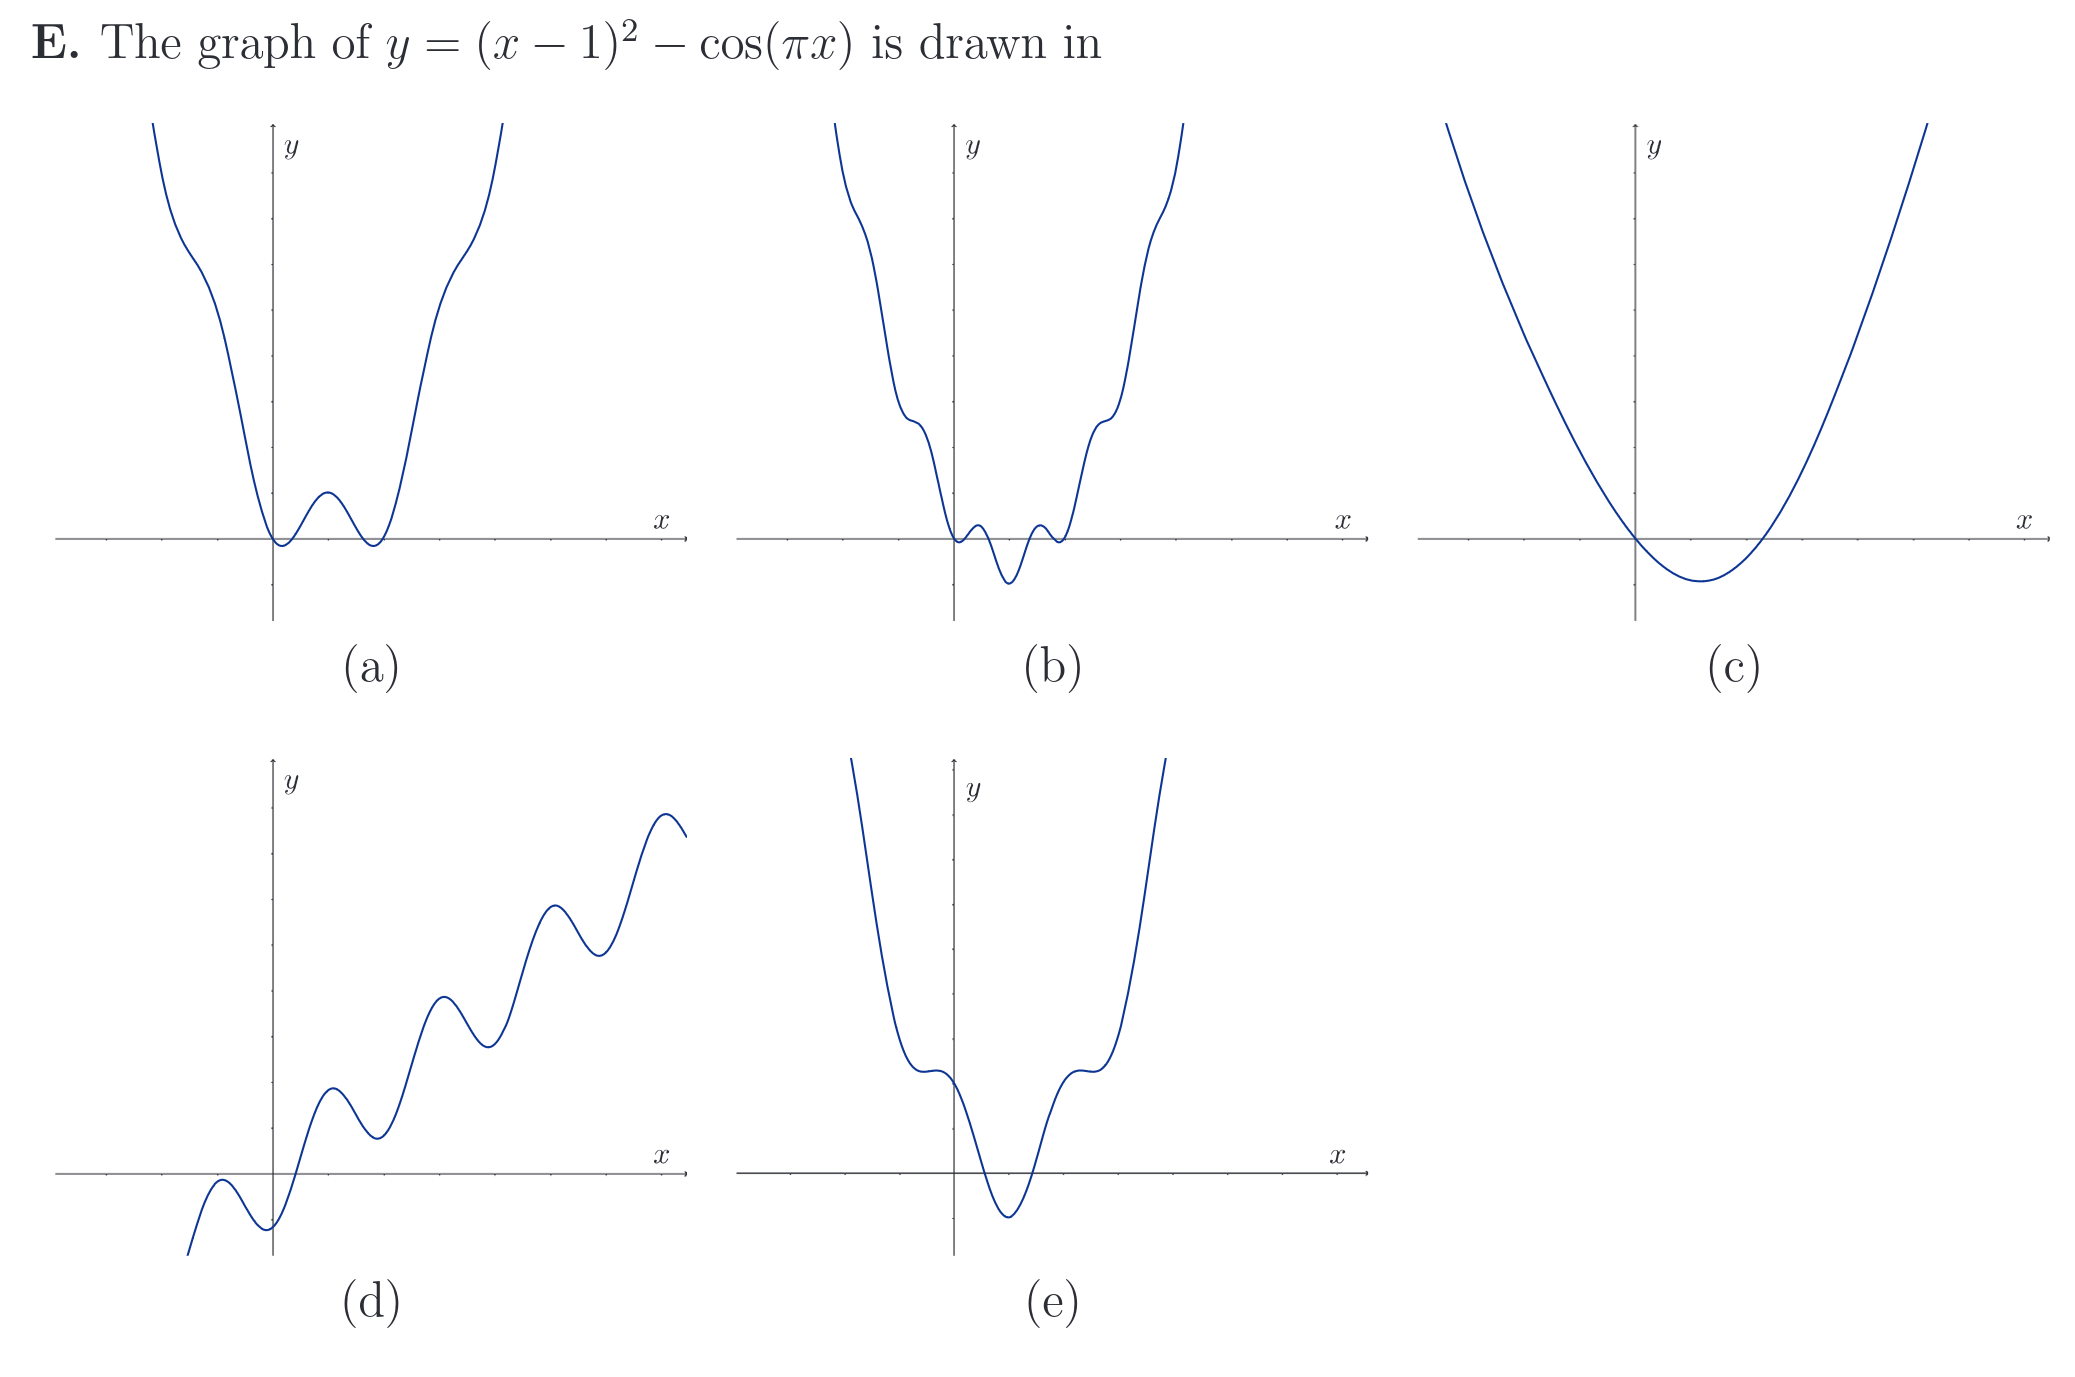 E. The graph of y = (x − 1)² − cos(πx) is drawn in
y y y
x x x
(a) (b) (c)
y y
x x
(d) (e)